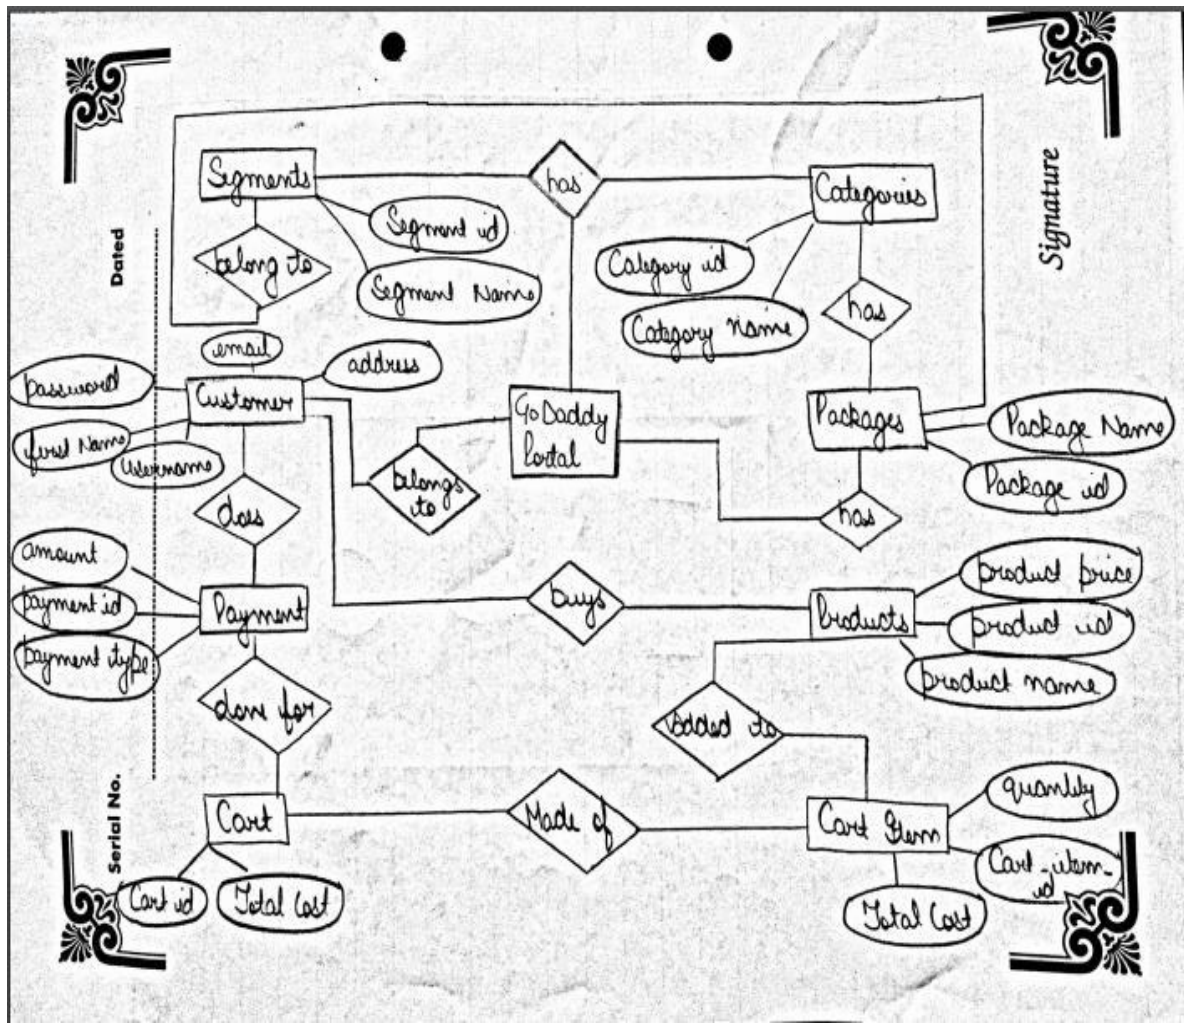 Signature
Dated
Serial No.
Segments
has
Categories
Segment id
belong to
Segment Name
Category id
Category name
has
email
address
password
Customer
first Name
username
Go Daddy
Portal
Packages
Package Name
Package id
belongs
to
does
has
amount
payment id
payment type
Payment
buys
Products
product price
product id
product name
done for
Added to
Cart
Made of
Cart Item
quantity
Cart_item_
id
Cart id
Total Cost
Total Cost